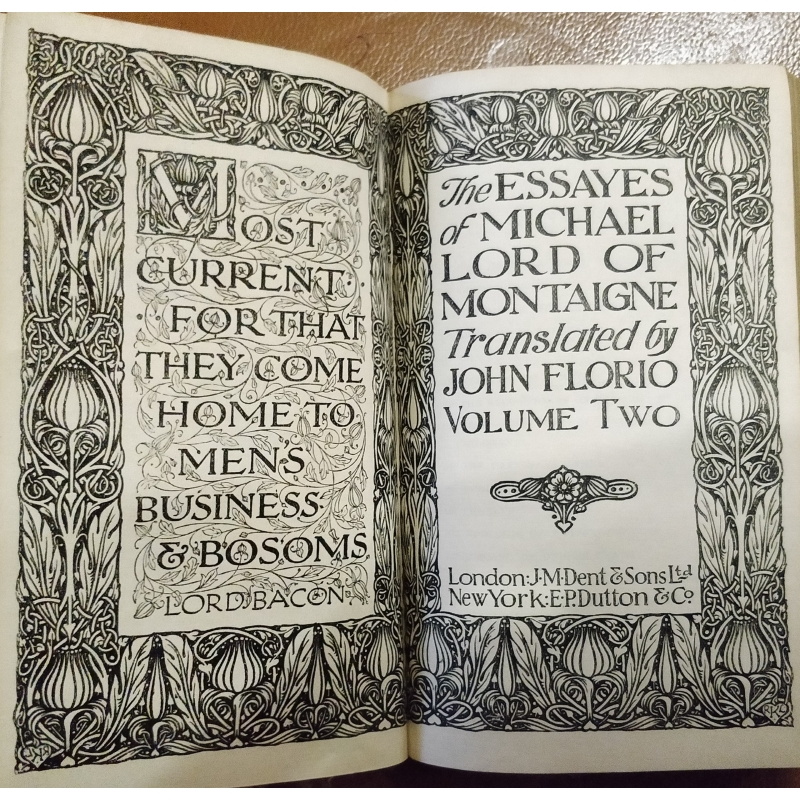 MOST
CURRENT·
·FOR THAT
THEY COME
HOME·TO
MEN'S
BUSINESS·
& BOSOMS
·LORD·BACON·
The ESSAYES
of MICHAEL
LORD OF
MONTAIGNE
Translated by
JOHN FLORIO
VOLUME TWO
London:J·M·Dent & Sons Ltd
New York:E·P·Dutton & Co